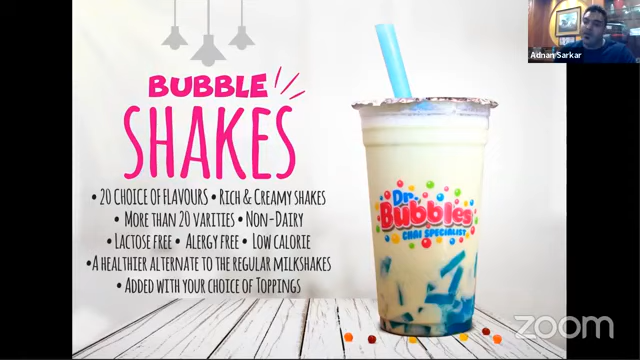 BUBBLE
SHAKES
• 20 CHOICE OF FLAVOURS • RICH & CREAMY SHAKES
• MORE THAN 20 VARITIES • NON-DAIRY
• LACTOSE FREE • ALERGY FREE • LOW CALORIE
• A HEALTHIER ALTERNATE TO THE REGULAR MILKSHAKES
• ADDED WITH YOUR CHOICE OF TOPPINGS
Dr.
Bubbles
CHAI SPECIALIST
Adnan Sarkar
zoom